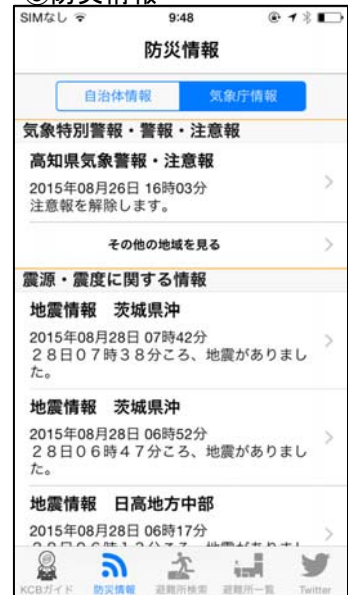 SIMなし 9:48
防災情報
自治体情報 気象庁情報
気象特別警報・警報・注意報
高知県気象警報・注意報
2015年08月26日 16時03分
注意報を解除します。
その他の地域を見る
震源・震度に関する情報
地震情報 茨城県沖
2015年08月28日 07時42分
２８日０７時３８分ころ、地震がありまし
た。
地震情報 茨城県沖
2015年08月28日 06時52分
２８日０６時４７分ころ、地震がありまし
た。
地震情報 日高地方中部
2015年08月28日 06時17分
KCBガイド 防災情報 避難所検索 避難所一覧 Twitter